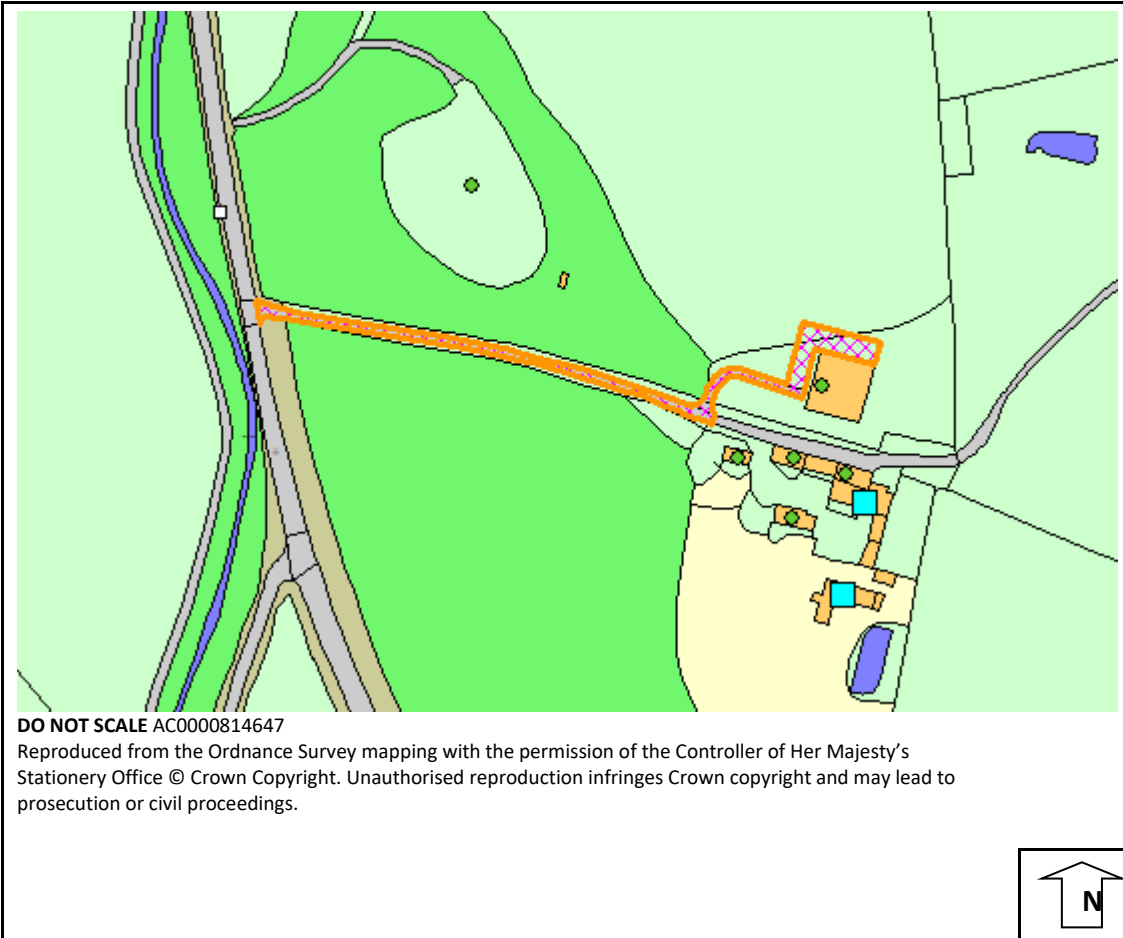 DO NOT SCALE AC0000814647
Reproduced from the Ordnance Survey mapping with the permission of the Controller of Her Majesty’s
Stationery Office © Crown Copyright. Unauthorised reproduction infringes Crown copyright and may lead to
prosecution or civil proceedings.
N